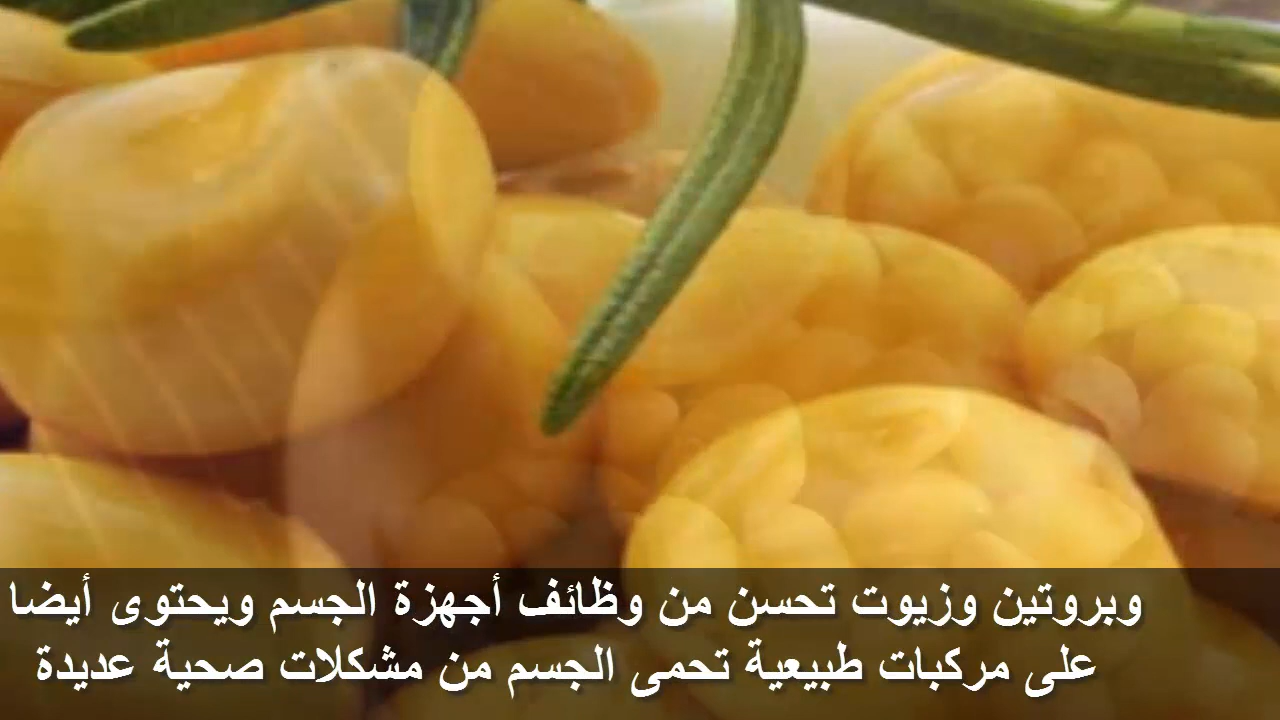 وبروتين وزيوت تحسن من وظائف أجهزة الجسم ويحتوى أيضا
على مركبات طبيعية تحمى الجسم من مشكلات صحية عديدة